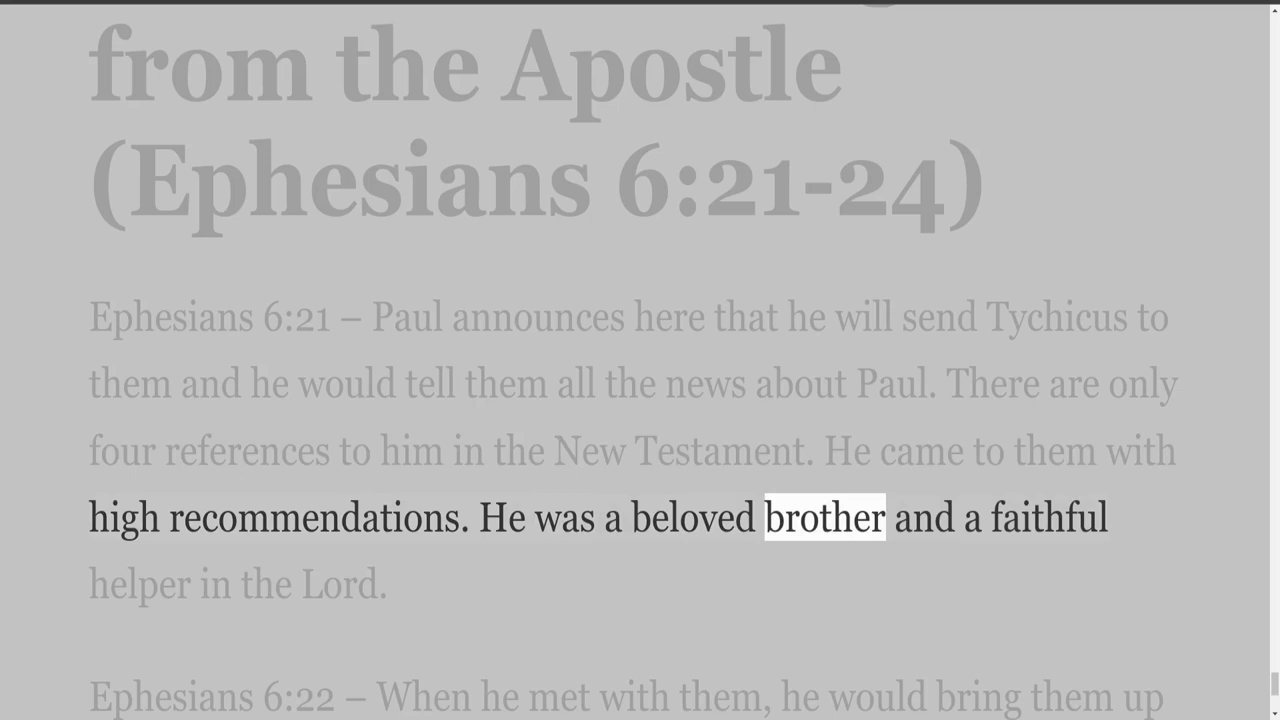 from the Apostle
(Ephesians 6:21-24)
Ephesians 6:21 – Paul announces here that he will send Tychicus to
them and he would tell them all the news about Paul. There are only
four references to him in the New Testament. He came to them with
high recommendations. He was a beloved brother and a faithful
helper in the Lord.
Ephesians 6:22 – When he met with them, he would bring them up